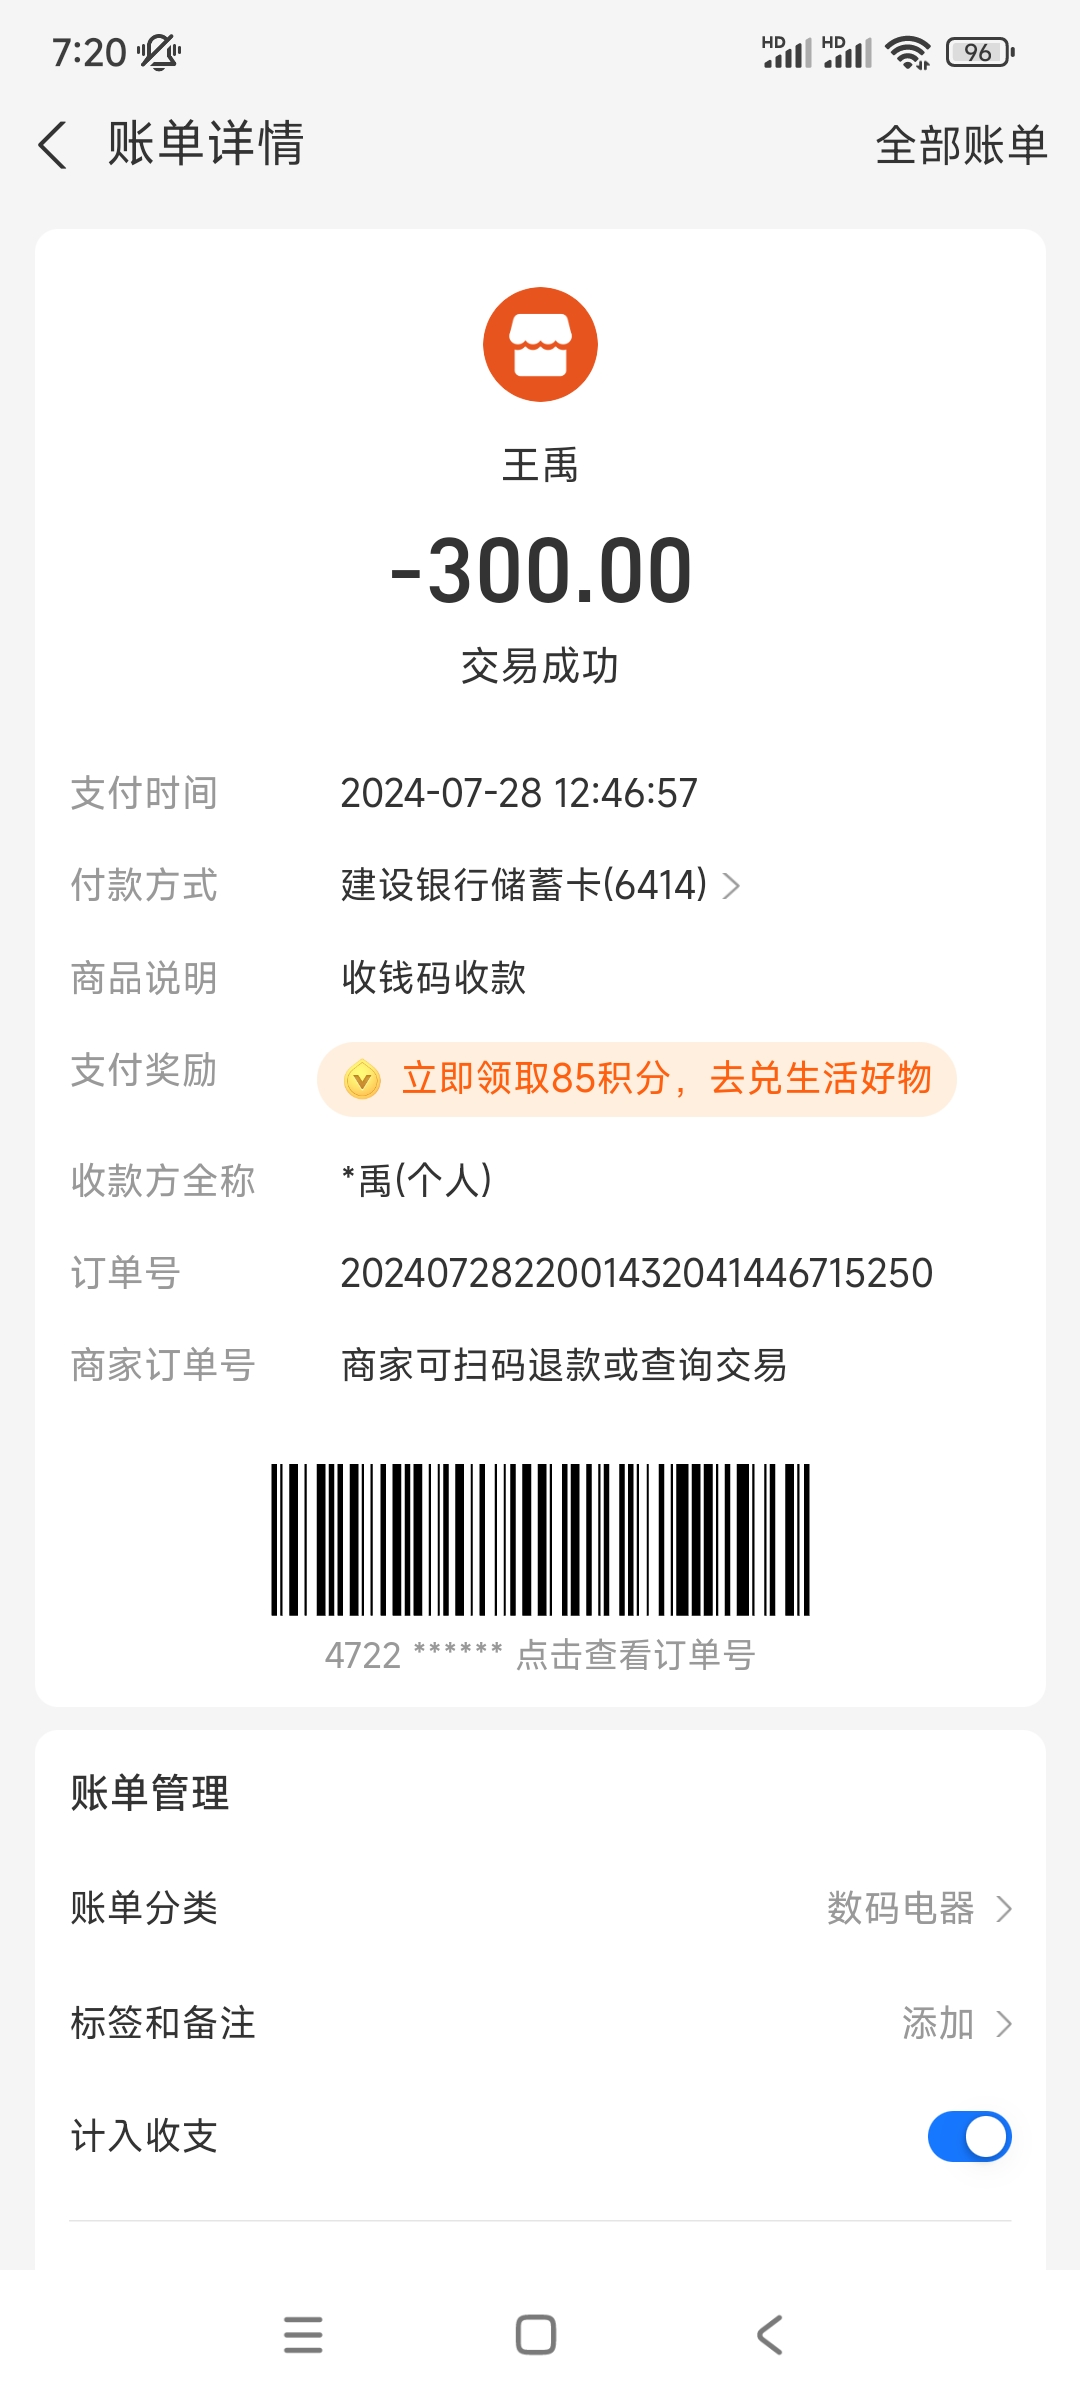 7:20 HD HD 96
账单详情 全部账单
王禹
-300.00
交易成功
支付时间 2024-07-28 12:46:57
付款方式 建设银行储蓄卡(6414)
商品说明 收钱码收款
支付奖励 立即领取85积分，去兑生活好物
收款方全称 *禹(个人)
订单号 2024072822001432041446715250
商家订单号 商家可扫码退款或查询交易
4722 ****** 点击查看订单号
账单管理
账单分类 数码电器
标签和备注 添加
计入收支